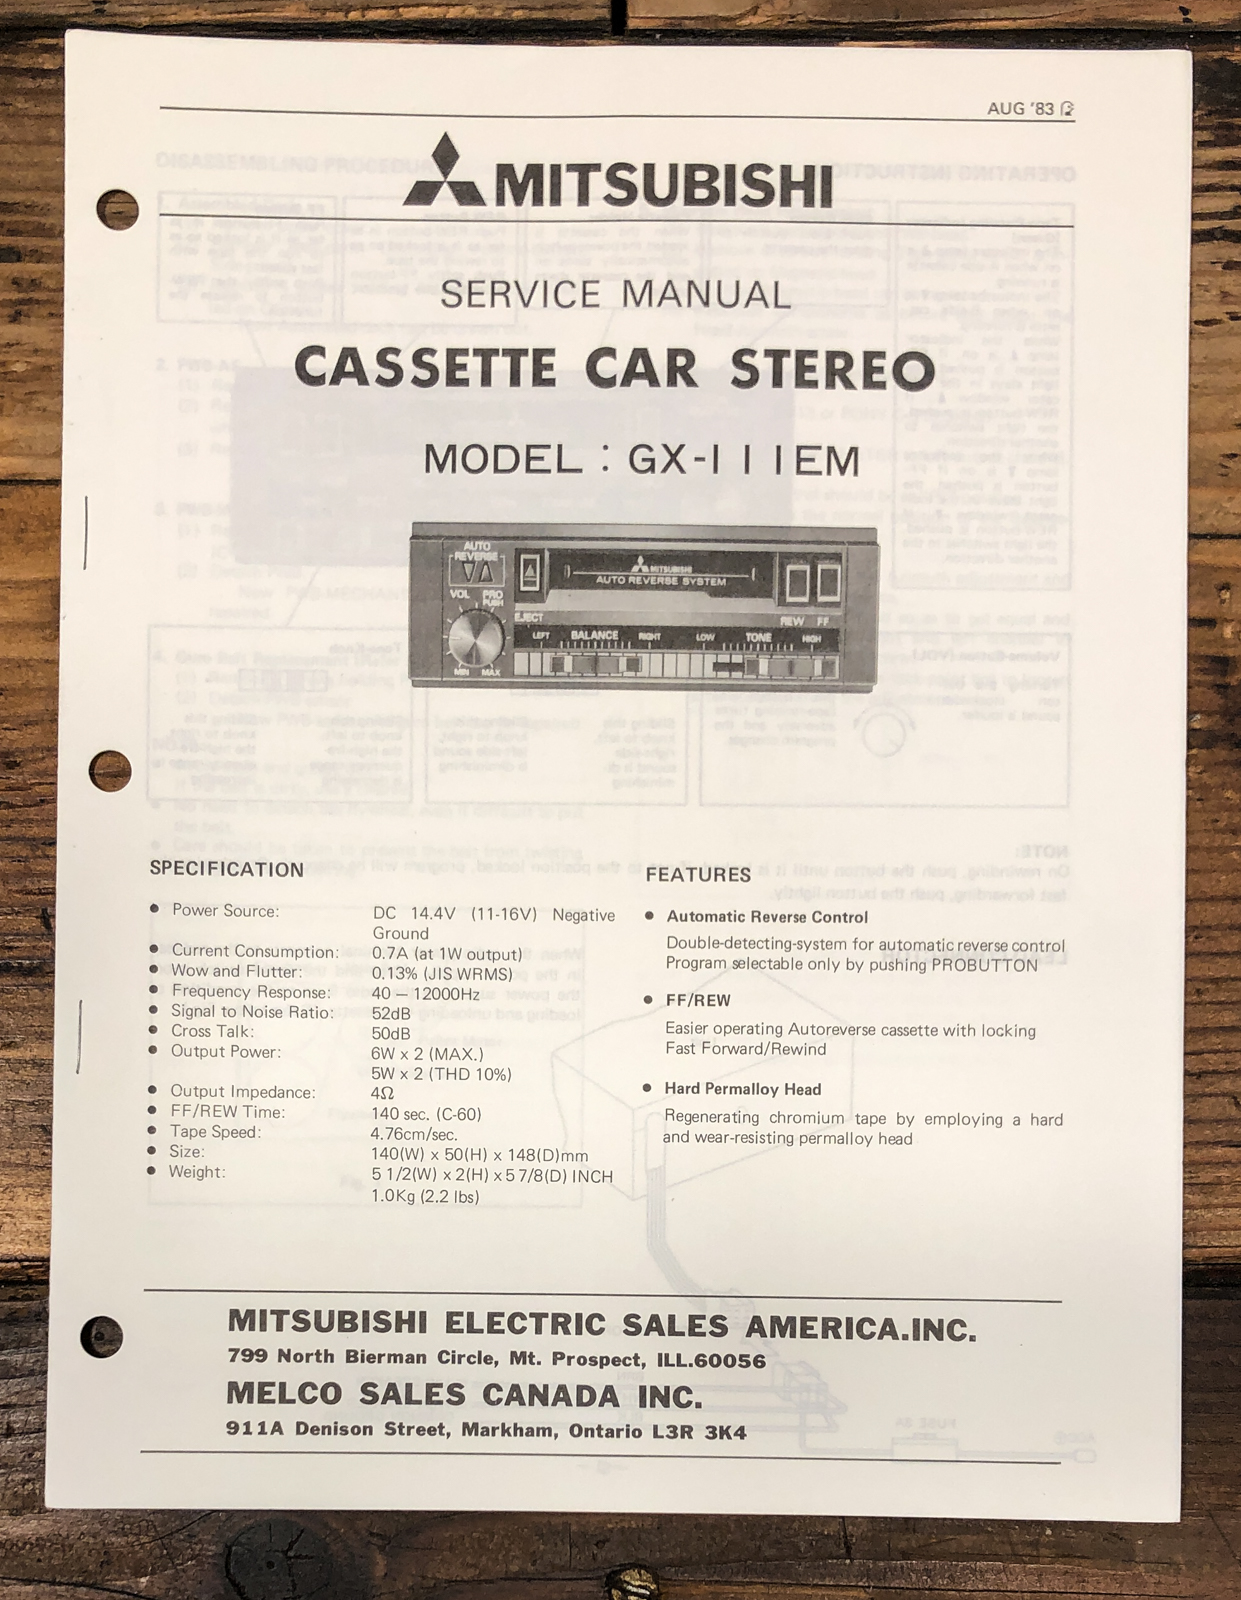 AUG '83
MITSUBISHI
SERVICE MANUAL
CASSETTE CAR STEREO
MODEL : GX-IIIIEM
AUTO
REVERSE
VOL PRO
PUSH
MIN MAX
EJECT
MITSUBISHI
AUTO REVERSE SYSTEM
REW FF
LEFT BALANCE RIGHT LOW TONE HIGH
SPECIFICATION
• Power Source: DC 14.4V (11-16V) Negative
Ground
• Current Consumption: 0.7A (at 1W output)
• Wow and Flutter: 0.13% (JIS WRMS)
• Frequency Response: 40 – 12000Hz
• Signal to Noise Ratio: 52dB
• Cross Talk: 50dB
• Output Power: 6W x 2 (MAX.)
5W x 2 (THD 10%)
• Output Impedance: 4Ω
• FF/REW Time: 140 sec. (C-60)
• Tape Speed: 4.76cm/sec.
• Size: 140(W) x 50(H) x 148(D)mm
• Weight: 5 1/2(W) x 2(H) x 5 7/8(D) INCH
1.0Kg (2.2 lbs)
FEATURES
• Automatic Reverse Control
Double-detecting-system for automatic reverse control
Program selectable only by pushing PROBUTTON
• FF/REW
Easier operating Autoreverse cassette with locking
Fast Forward/Rewind
• Hard Permalloy Head
Regenerating chromium tape by employing a hard
and wear-resisting permalloy head
MITSUBISHI ELECTRIC SALES AMERICA.INC.
799 North Bierman Circle, Mt. Prospect, ILL.60056
MELCO SALES CANADA INC.
911A Denison Street, Markham, Ontario L3R 3K4